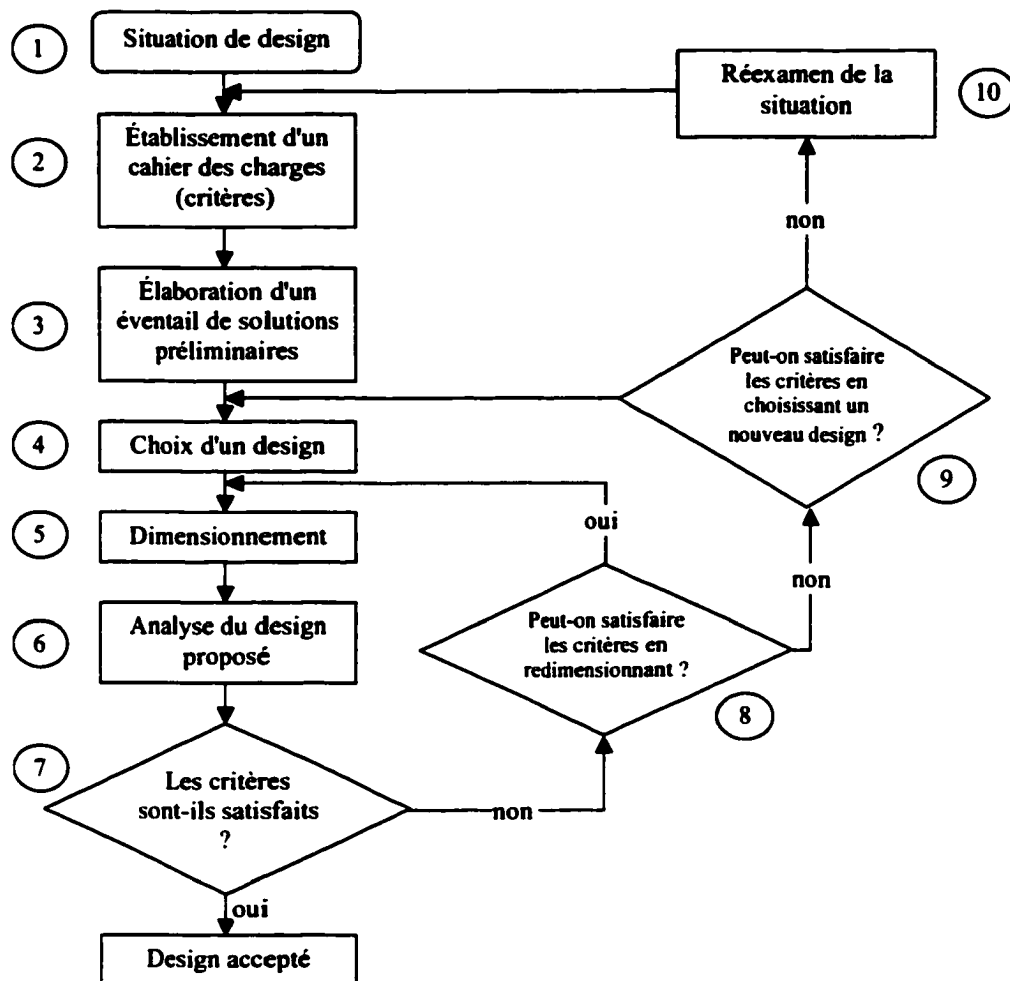 1
Situation de design
Réexamen de la
situation
10
2
Établissement d'un
cahier des charges
(critères)
non
3
Élaboration d'un
éventail de solutions
préliminaires
Peut-on satisfaire
les critères en
choisissant un
nouveau design ?
9
4
Choix d'un design
5
Dimensionnement
oui
non
6
Analyse du design
proposé
Peut-on satisfaire
les critères en
redimensionnant ?
8
7
Les critères
sont-ils satisfaits
?
non
oui
Design accepté